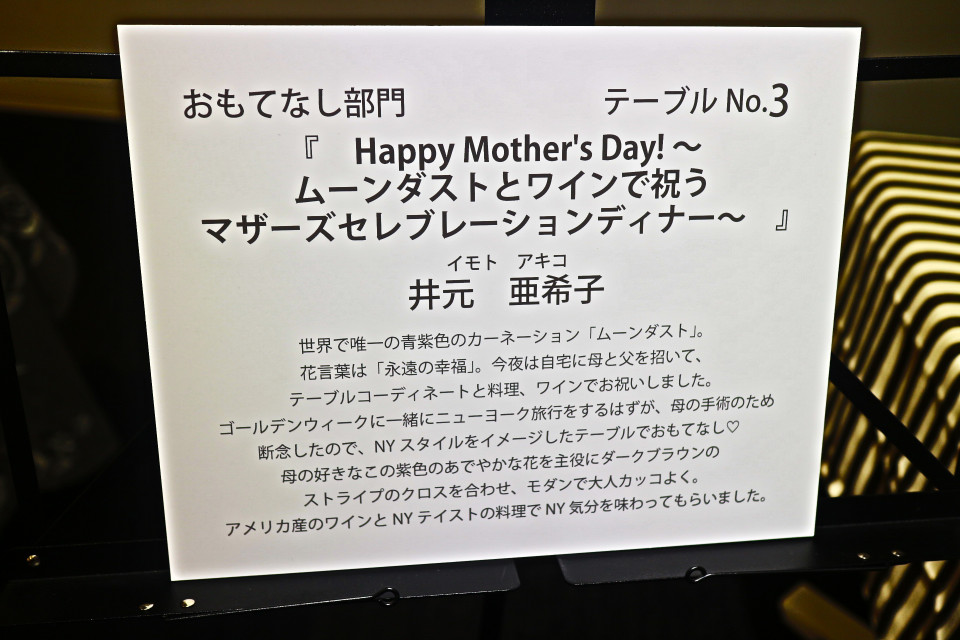 おもてなし部門 テーブル No.3
『 Happy Mother's Day! ～
ムーンダストとワインで祝う
マザーズセレブレーションディナー～ 』
イモト アキコ
井元 亜希子
世界で唯一の青紫色のカーネーション「ムーンダスト」。
花言葉は「永遠の幸福」。今夜は自宅に母と父を招いて、
テーブルコーディネートと料理、ワインでお祝いしました。
ゴールデンウィークに一緒にニューヨーク旅行をするはずが、母の手術のため
断念したので、NY スタイルをイメージしたテーブルでおもてなし♡
母の好きなこの紫色のあでやかな花を主役にダークブラウンの
ストライプのクロスを合わせ、モダンで大人カッコよく。
アメリカ産のワインと NY テイストの料理で NY 気分を味わってもらいました。